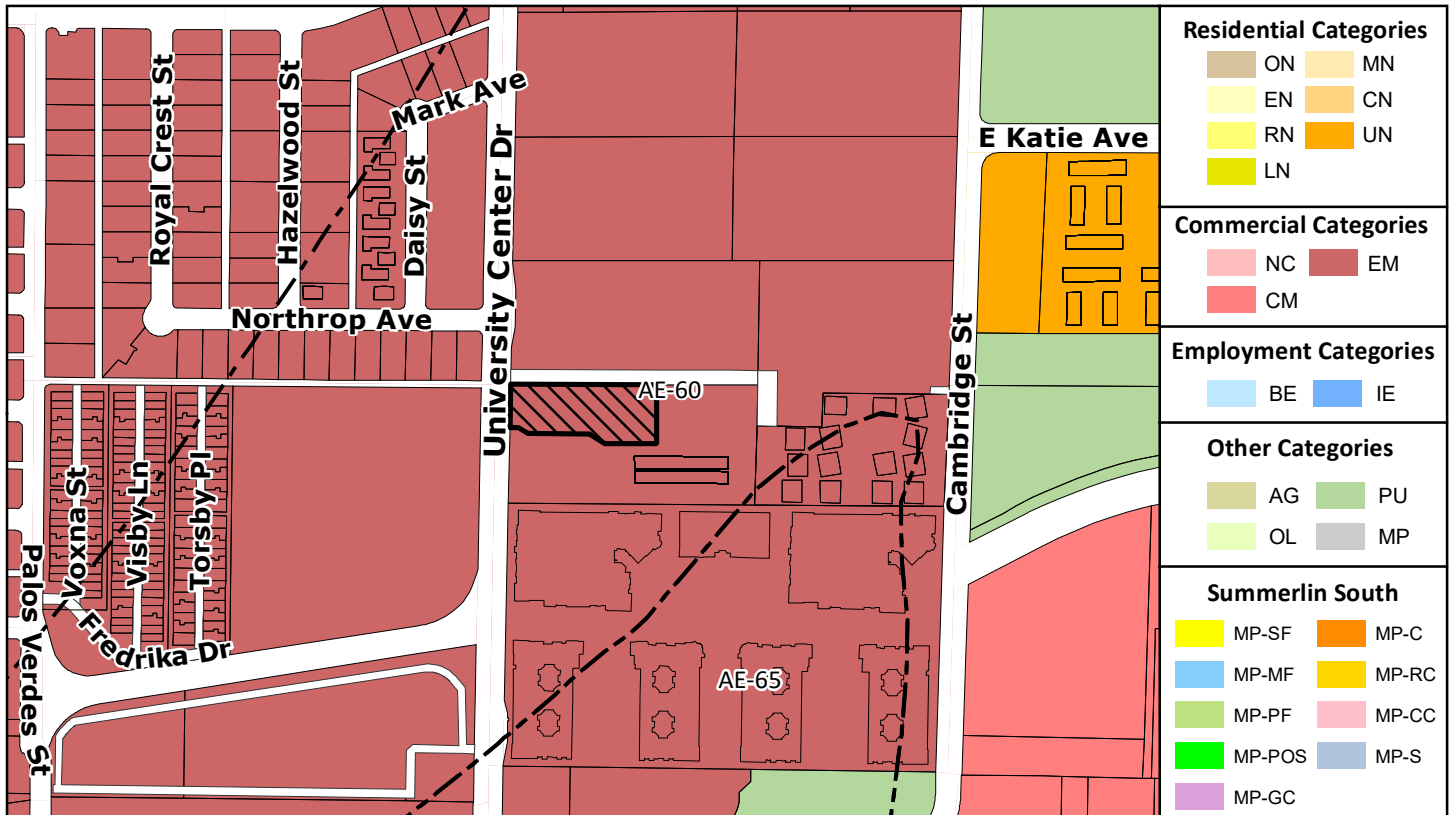 Royal Crest St
Hazelwood St
Mark Ave
Daisy St
University Center Dr
E Katie Ave
Northrop Ave
AE-60
Cambridge St
Voxna St
Visby Ln
Torsby Pl
Palos Verdes St
Fredrika Dr
AE-65
Residential Categories
ON MN
EN CN
RN UN
LN
Commercial Categories
NC EM
CM
Employment Categories
BE IE
Other Categories
AG PU
OL MP
Summerlin South
MP-SF MP-C
MP-MF MP-RC
MP-PF MP-CC
MP-POS MP-S
MP-GC